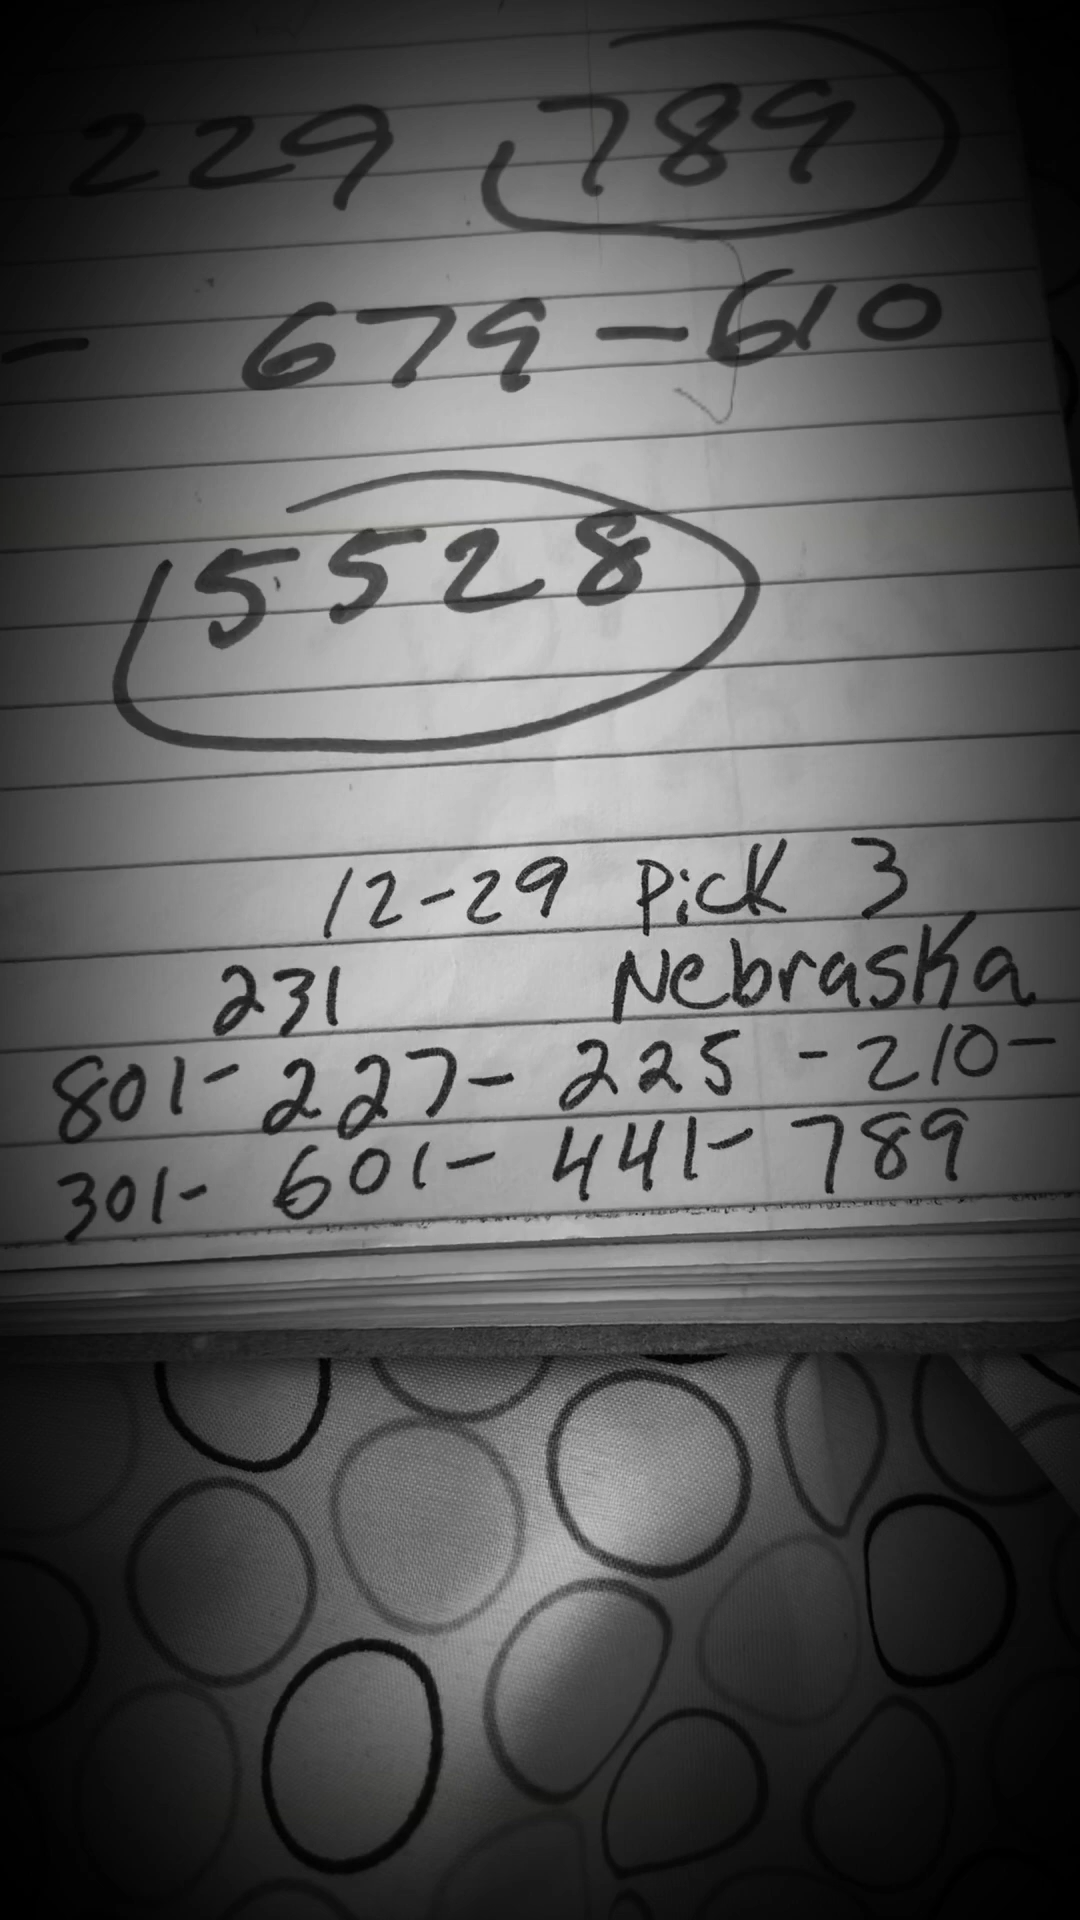 229 789
- 679 - 610
5528
12-29 Pick 3
231 Nebraska
801- 227- 225 - 210 -
301- 601- 441- 789